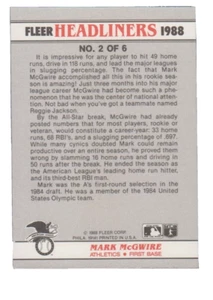 FLEER HEADLINERS 1988
NO. 2 OF 6
It is impressive for any player to hit 49 home
runs, drive in 118 runs, and lead the major leagues
in slugging percentage. The fact that Mark
McGwire accomplished all this in his rookie sea-
son is amazing! Just three months into his major
league career McGwire had become such a phe-
nomenon that he was the center of national atten-
tion. Not bad when you've got a teammate named
Reggie Jackson.
By the All-Star break, McGwire had already
posted numbers that for most players, rookie or
veteran, would constitute a career-year: 33 home
runs, 68 RBI's, and a slugging percentage of .697.
While many cynics doubted Mark could remain
productive over an entire season, he proved them
wrong by slamming 16 home runs and driving in
50 runs after the break. He ended the season as
the American League's leading home run hitter,
and its third-best RBI man.
Mark was the A's first-round selection in the
1984 draft. He was a member of the 1984 United
States Olympic team.
© 1988 FLEER CORP.
PHILA. 19141 PRINTED IN U.S.A.
MARK McGWIRE
ATHLETICS • FIRST BASE